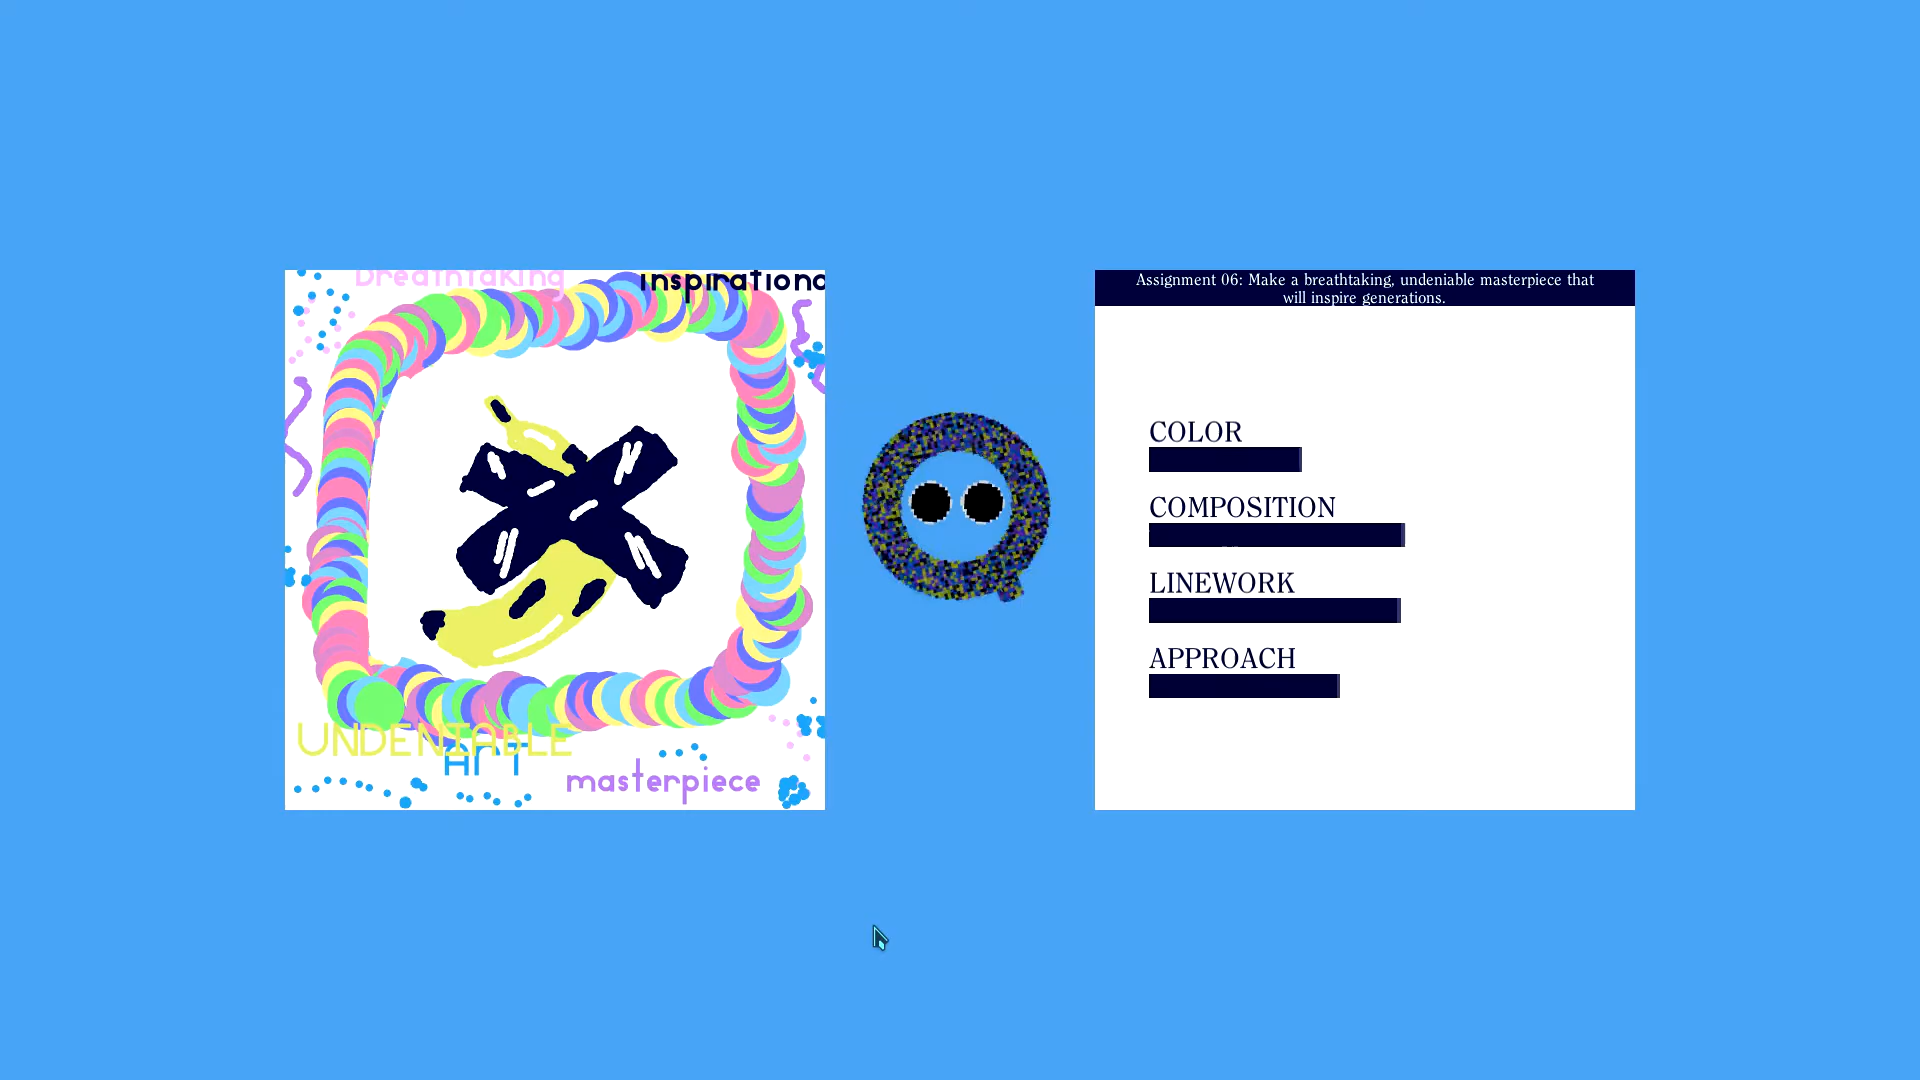 breathtaking
inspirationa
UNDENIABLE
art
masterpiece
Assignment 06: Make a breathtaking, undeniable masterpiece that
will inspire generations.
COLOR
COMPOSITION
LINEWORK
APPROACH